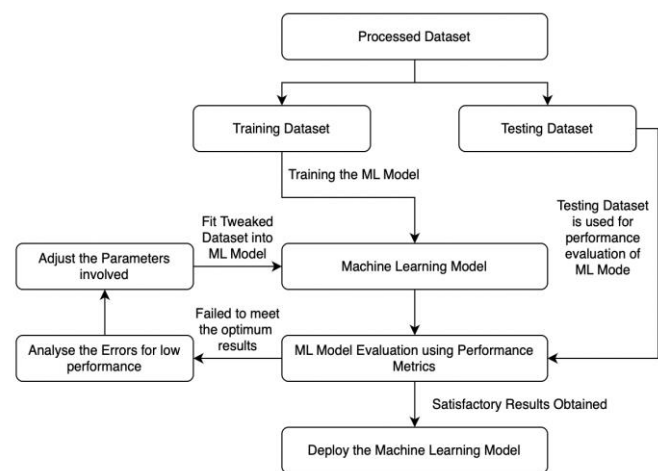 Processed Dataset
Training Dataset
Testing Dataset
Training the ML Model
Testing Dataset
is used for
performance
evaluation of
ML Mode
Fit Tweaked
Dataset into
ML Model
Adjust the Parameters
involved
Machine Learning Model
Failed to meet
the optimum
results
Analyse the Errors for low
performance
ML Model Evaluation using Performance
Metrics
Satisfactory Results Obtained
Deploy the Machine Learning Model